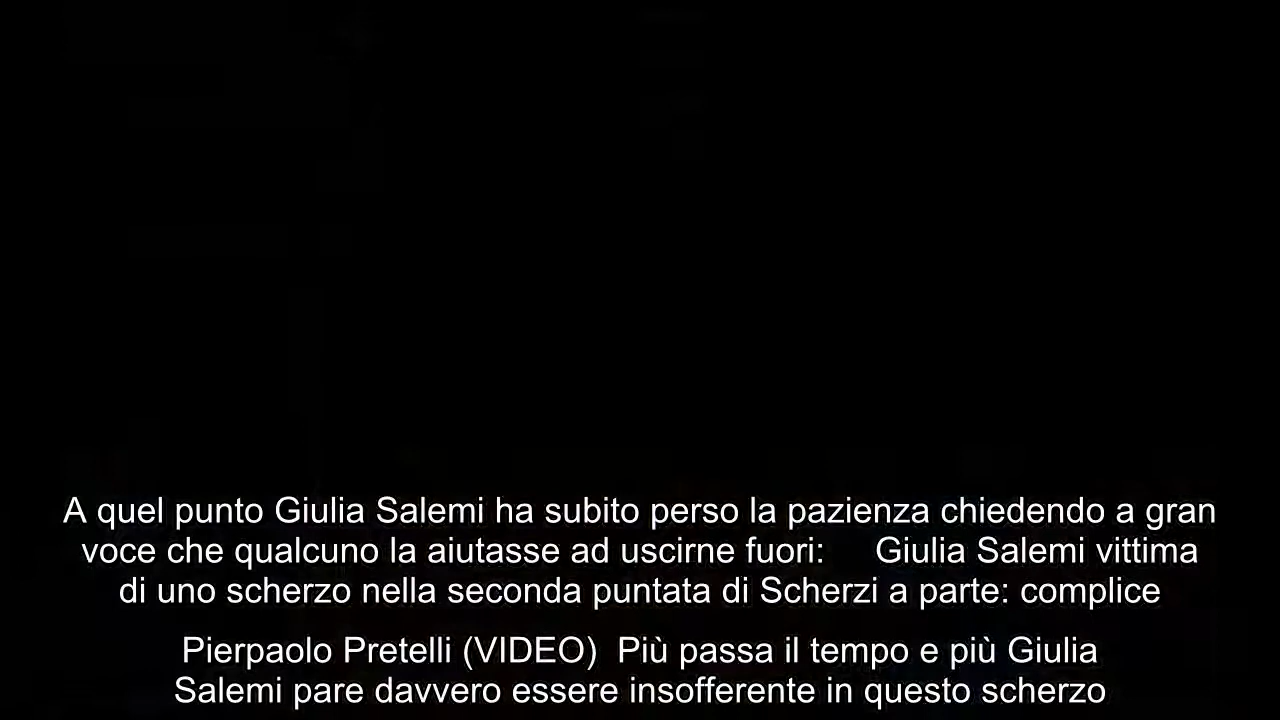 A quel punto Giulia Salemi ha subito perso la pazienza chiedendo a gran
voce che qualcuno la aiutasse ad uscirne fuori: Giulia Salemi vittima
di uno scherzo nella seconda puntata di Scherzi a parte: complice
Pierpaolo Pretelli (VIDEO) Più passa il tempo e più Giulia
Salemi pare davvero essere insofferente in questo scherzo